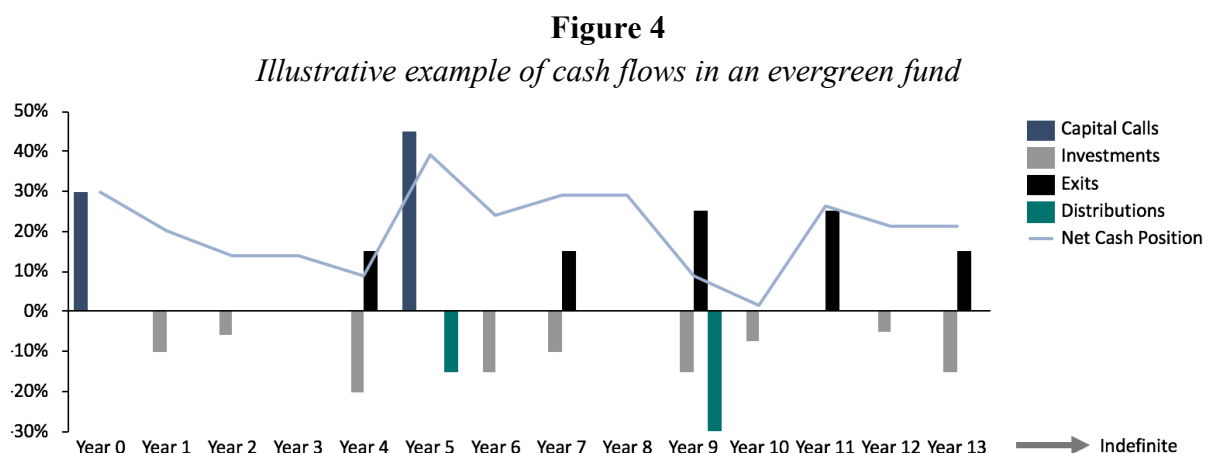 Figure 4
Illustrative example of cash flows in an evergreen fund
50%
40%
30%
20%
10%
0%
-10%
-20%
-30%
Year 0 Year 1 Year 2 Year 3 Year 4 Year 5 Year 6 Year 7 Year 8 Year 9 Year 10 Year 11 Year 12 Year 13
Capital Calls
Investments
Exits
Distributions
Net Cash Position
Indefinite